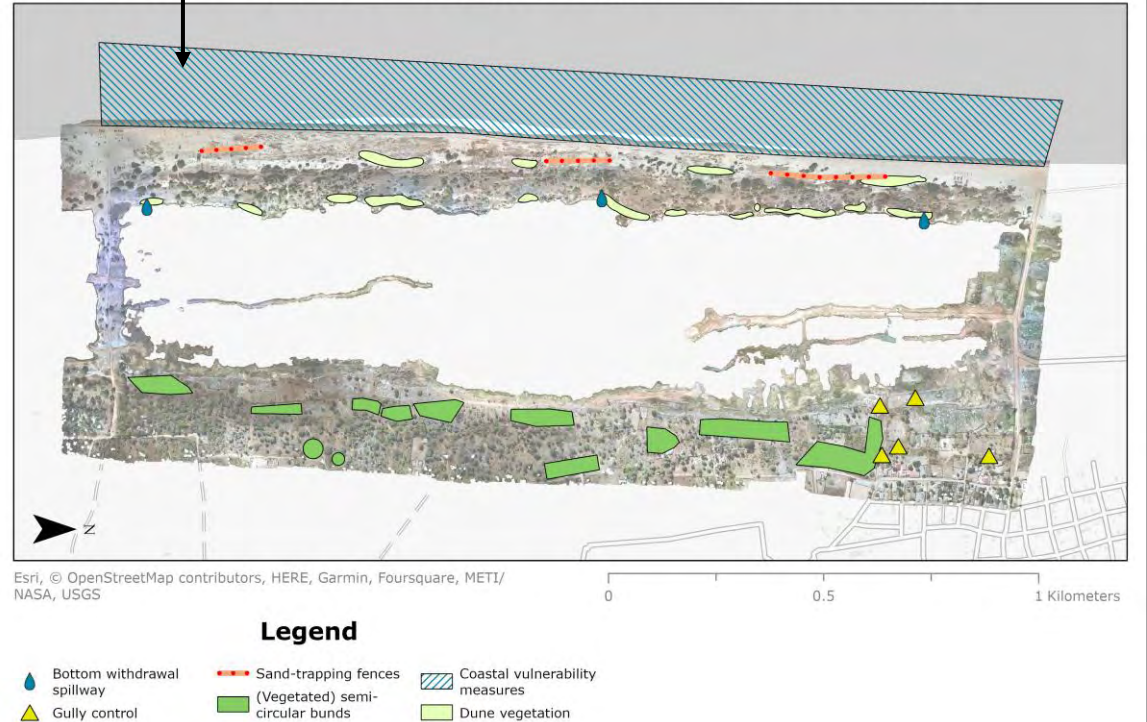 N
Esri, © OpenStreetMap contributors, HERE, Garmin, Foursquare, METI/
NASA, USGS
0 0.5 1 Kilometers
Legend
Bottom withdrawal
spillway
Gully control
Sand-trapping fences
(Vegetated) semi-
circular bunds
Coastal vulnerability
measures
Dune vegetation